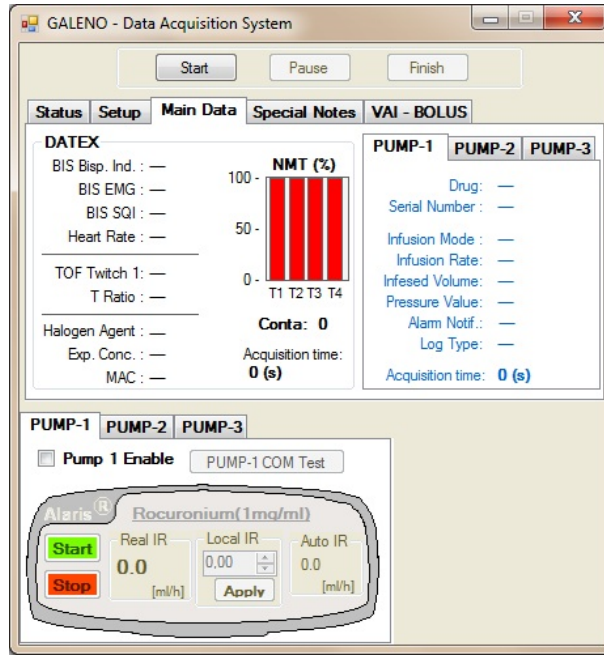 GALENO - Data Acquisition System
Start Pause Finish
Status Setup Main Data Special Notes VAI - BOLUS
DATEX
BIS Bisp. Ind. : —
BIS EMG : —
BIS SQI : —
Heart Rate : —
TOF Twitch 1: —
T Ratio : —
Halogen Agent : —
Exp. Conc. : —
MAC : —
NMT (%)
100 -
50 -
0 -
T1 T2 T3 T4
Conta: 0
Acquisition time:
0 (s)
PUMP-1 PUMP-2 PUMP-3
Drug: —
Serial Number : —
Infusion Mode : —
Infusion Rate: —
Infesed Volume: —
Pressure Value: —
Alarm Notif.: —
Log Type: —
Acquisition time: 0 (s)
PUMP-1 PUMP-2 PUMP-3
Pump 1 Enable PUMP-1 COM Test
Alaris ®
Rocuronium(1mg/ml)
Start
Stop
Real IR
0.0
[ml/h]
Local IR
0,00
Apply
Auto IR
0.0
[ml/h]